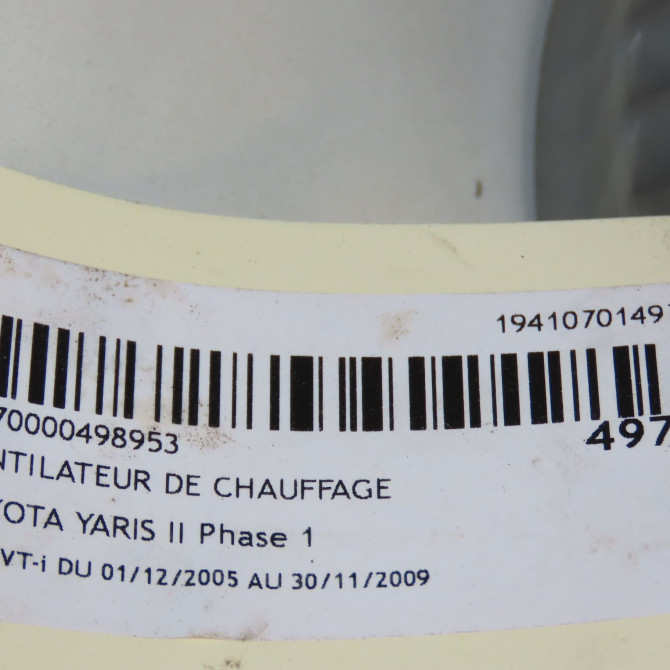 1941070149
70000498953
497
NTILATEUR DE CHAUFFAGE
YOTA YARIS II Phase 1
VT-i DU 01/12/2005 AU 30/11/2009